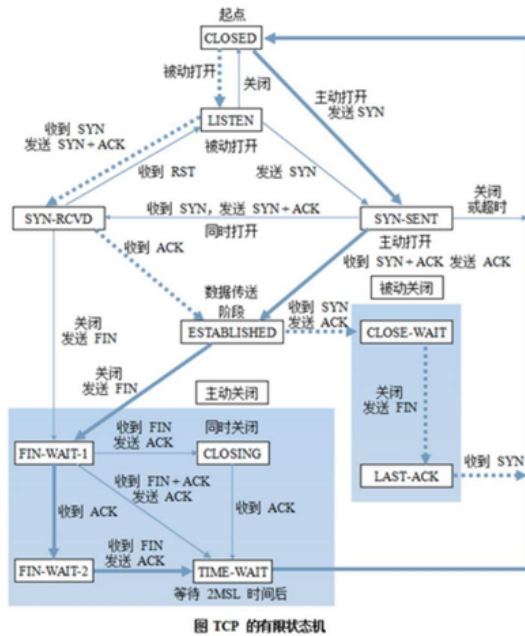 起点
CLOSED
被动打开
关闭
主动打开
发送SYN
LISTEN
被动打开
收到 SYN
发送 SYN+ACK
收到 RST
发送 SYN
SYN-RCVD
收到 SYN，发送 SYN+ACK
同时打开
SYN-SENT
主动打开
关闭
或超时
收到 ACK
收到 SYN+ACK 发送 ACK
数据传送
阶段
ESTABLISHED
收到 SYN
发送 ACK
被动关闭
CLOSE-WAIT
关闭
发送 FIN
关闭
发送 FIN
关闭
发送 FIN
主动关闭
LAST-ACK
收到 SYN
FIN-WAIT-1
收到 FIN
发送 ACK
同时关闭
CLOSING
收到 FIN+ACK
发送 ACK
收到 ACK
收到 ACK
FIN-WAIT-2
收到 FIN
发送 ACK
TIME-WAIT
等待 2MSL 时间后
图 TCP 的有限状态机